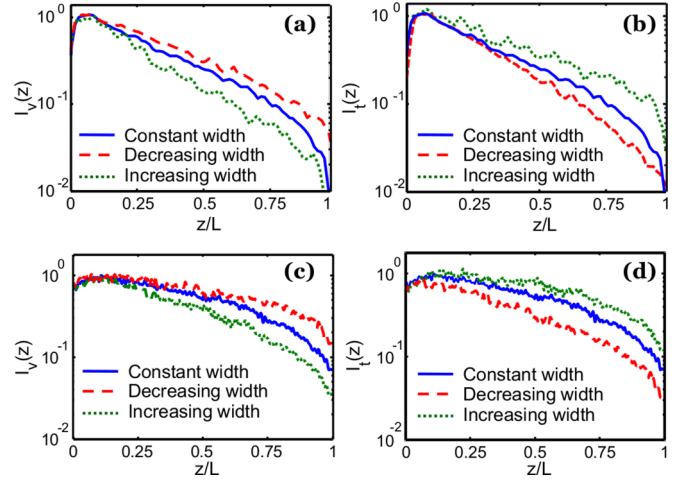 (a)
10^0
10^-1
10^-2
I_v(z)
Constant width
Decreasing width
Increasing width
0 0.25 0.5 0.75 1
z/L
(b)
10^0
10^-1
10^-2
I_t(z)
Constant width
Decreasing width
Increasing width
0 0.25 0.5 0.75 1
z/L
(c)
10^0
10^-1
10^-2
I_v(z)
Constant width
Decreasing width
Increasing width
0 0.25 0.5 0.75 1
z/L
(d)
10^0
10^-1
10^-2
I_t(z)
Constant width
Decreasing width
Increasing width
0 0.25 0.5 0.75 1
z/L